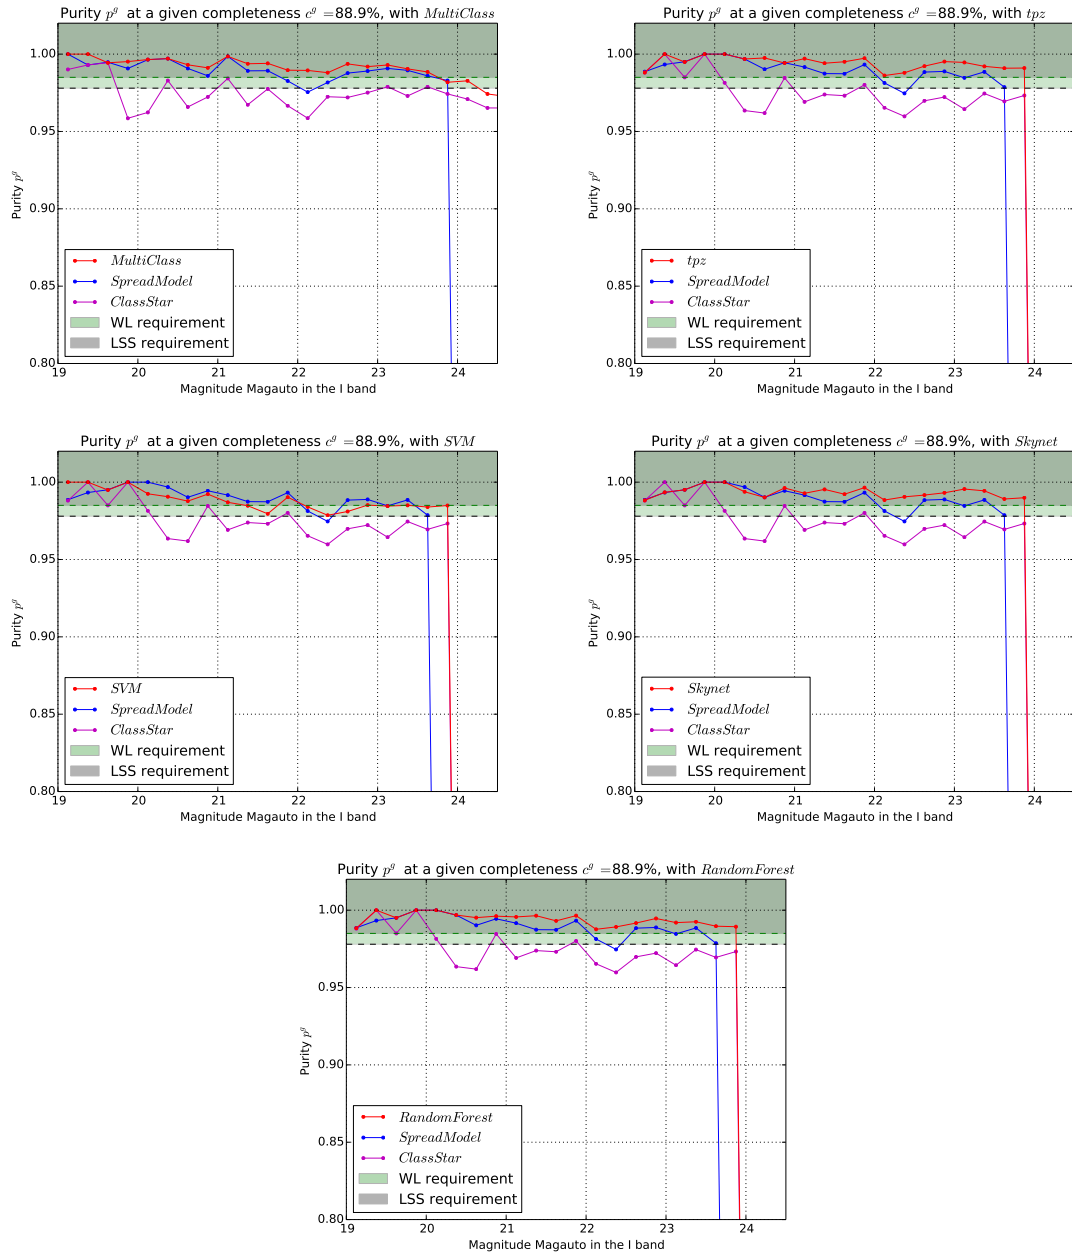 Purity p^g at a given completeness c^g =88.9%, with MultiClass
1.00
0.95
0.90
0.85
0.80
Purity p^g
MultiClass
SpreadModel
ClassStar
WL requirement
LSS requirement
19 20 21 22 23 24
Magnitude Magauto in the I band
Purity p^g at a given completeness c^g =88.9%, with tpz
1.00
0.95
0.90
0.85
0.80
Purity p^g
tpz
SpreadModel
ClassStar
WL requirement
LSS requirement
19 20 21 22 23 24
Magnitude Magauto in the I band
Purity p^g at a given completeness c^g =88.9%, with SVM
1.00
0.95
0.90
0.85
0.80
Purity p^g
SVM
SpreadModel
ClassStar
WL requirement
LSS requirement
19 20 21 22 23 24
Magnitude Magauto in the I band
Purity p^g at a given completeness c^g =88.9%, with Skynet
1.00
0.95
0.90
0.85
0.80
Purity p^g
Skynet
SpreadModel
ClassStar
WL requirement
LSS requirement
19 20 21 22 23 24
Magnitude Magauto in the I band
Purity p^g at a given completeness c^g =88.9%, with RandomForest
1.00
0.95
0.90
0.85
0.80
Purity p^g
RandomForest
SpreadModel
ClassStar
WL requirement
LSS requirement
19 20 21 22 23 24
Magnitude Magauto in the I band